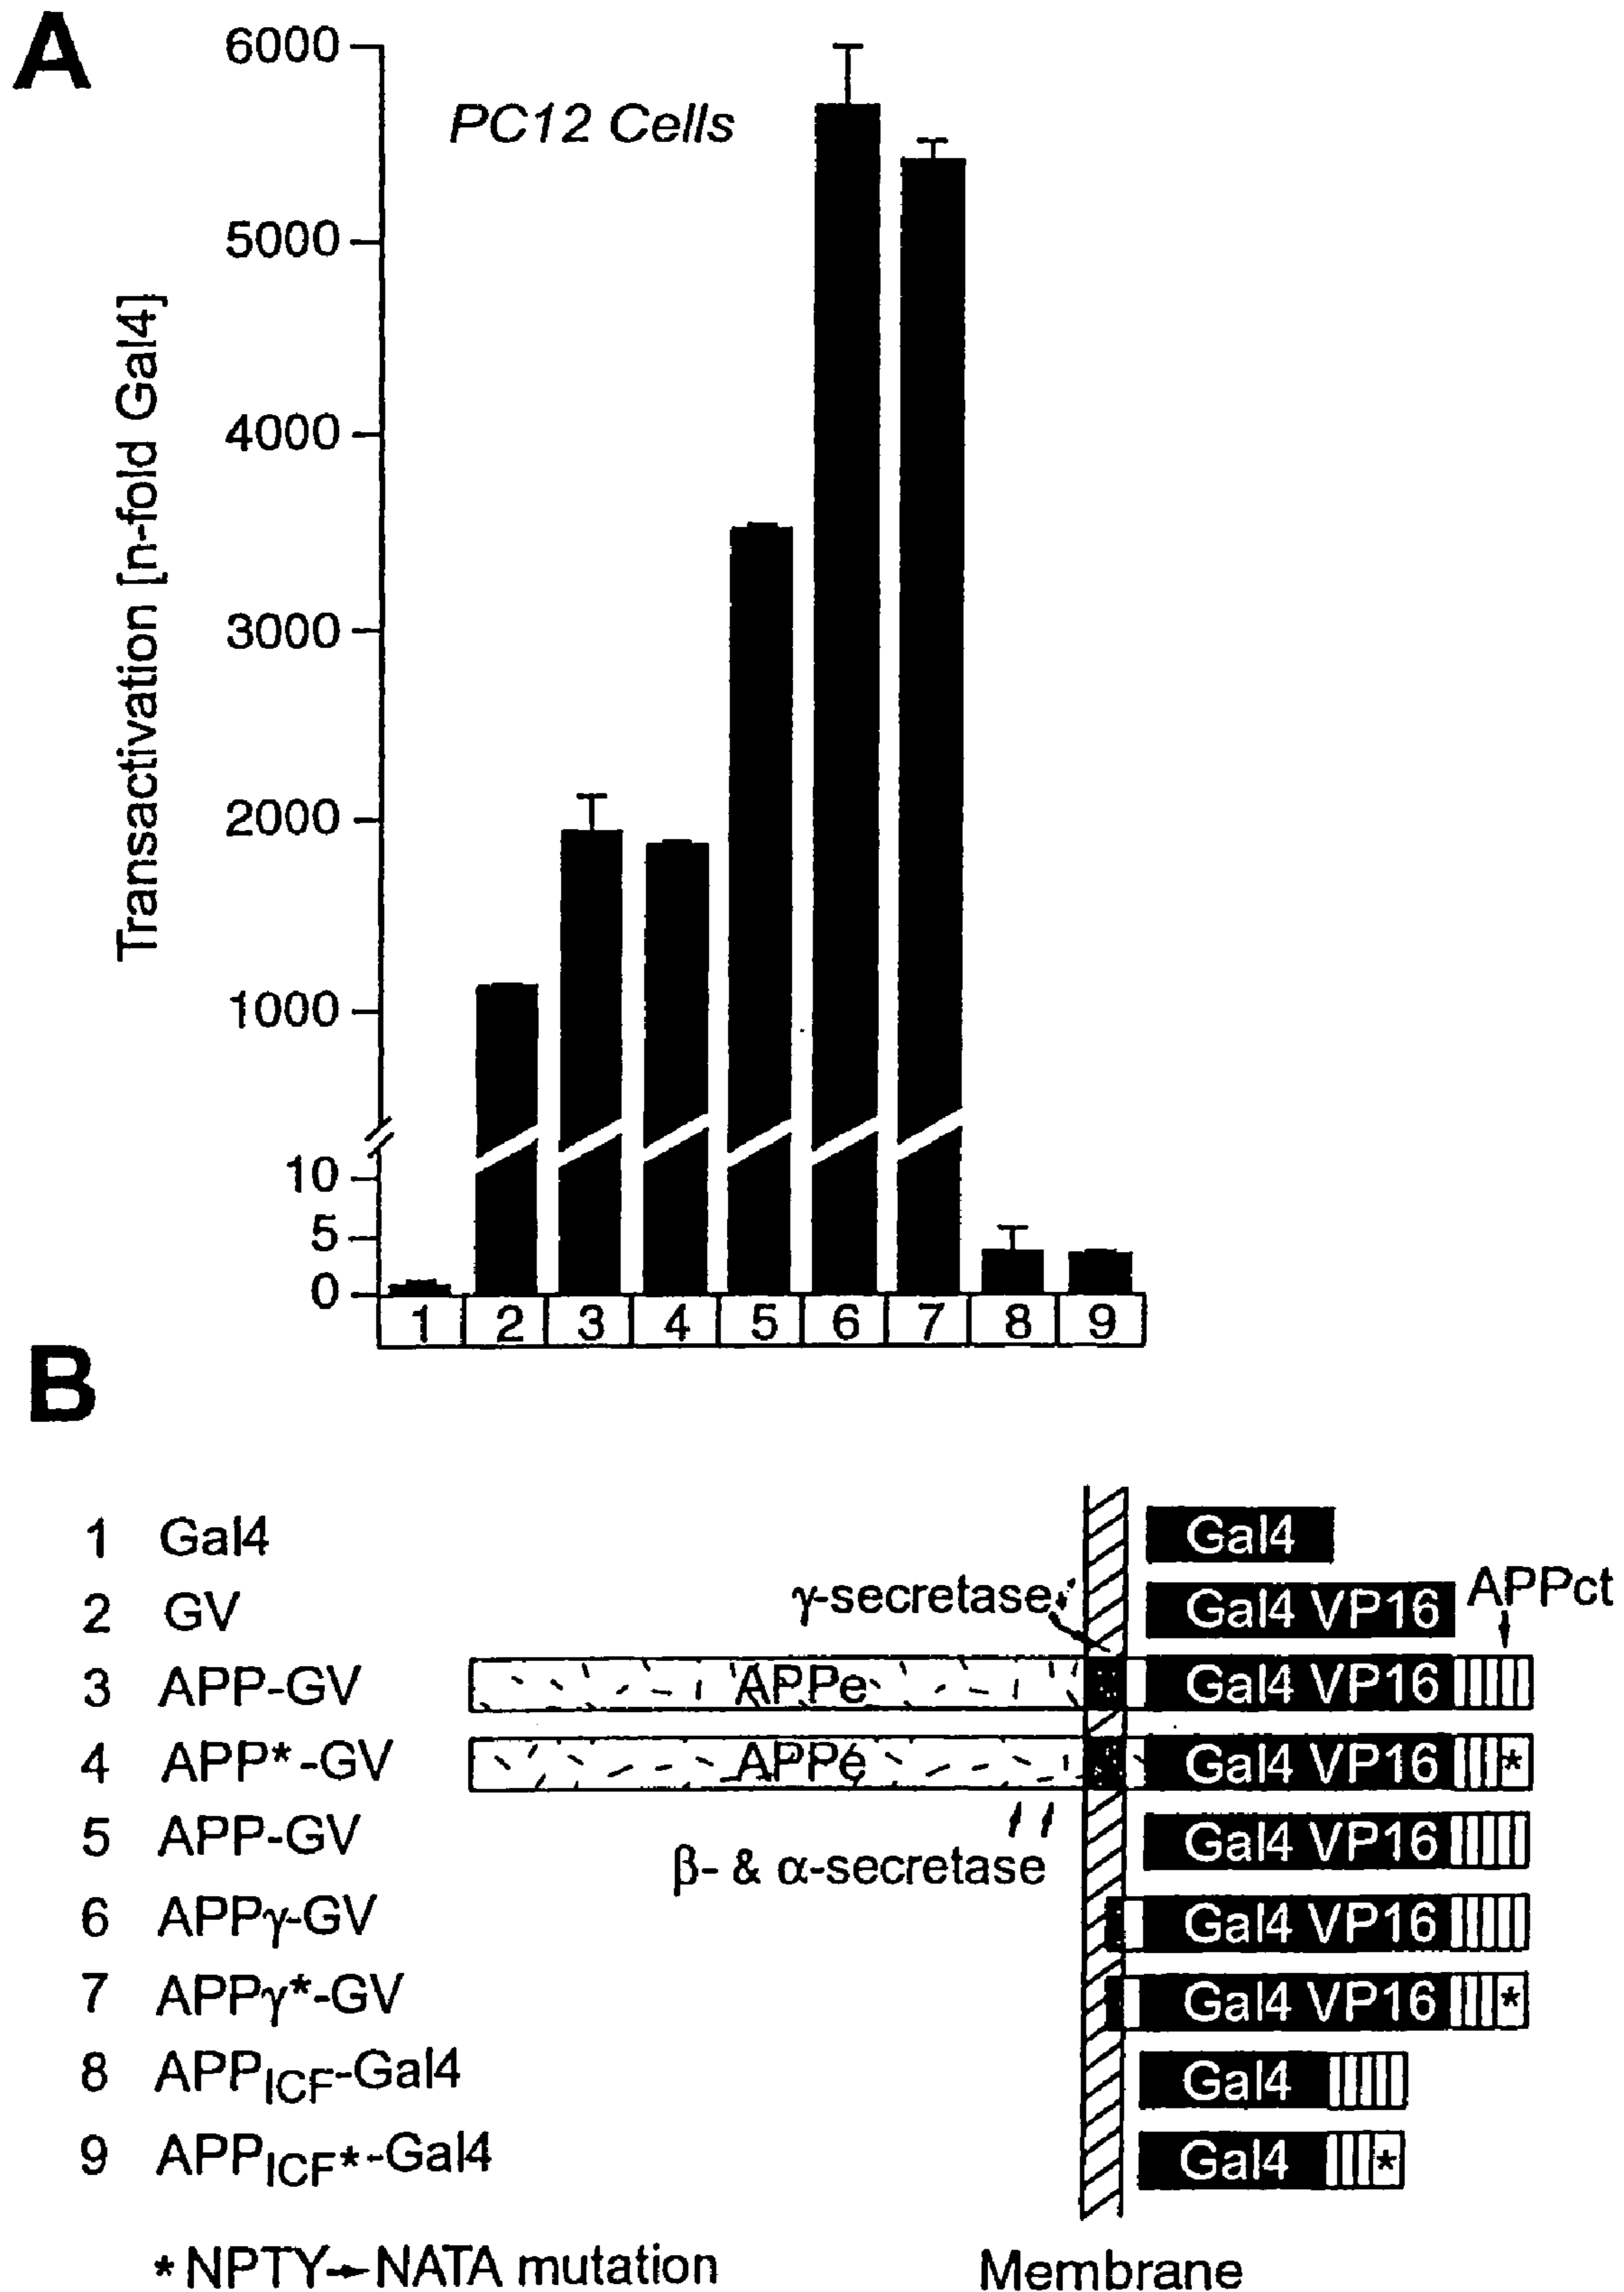 A
6000
PC12 Cells
5000
4000
3000
2000
1000
10
5
0
Transactivation [n-fold Gal4]
1 2 3 4 5 6 7 8 9
B
1 Gal4 Gal4
γ-secretase APPct
2 GV Gal4 VP16
3 APP-GV APPe Gal4 VP16
4 APP*-GV APPe Gal4 VP16 *
β- & α-secretase
5 APP-GV Gal4 VP16
6 APPγ-GV Gal4 VP16
7 APPγ*-GV Gal4 VP16 *
8 APPICF-Gal4 Gal4
9 APPICF*-Gal4 Gal4 *
* NPTY→NATA mutation Membrane